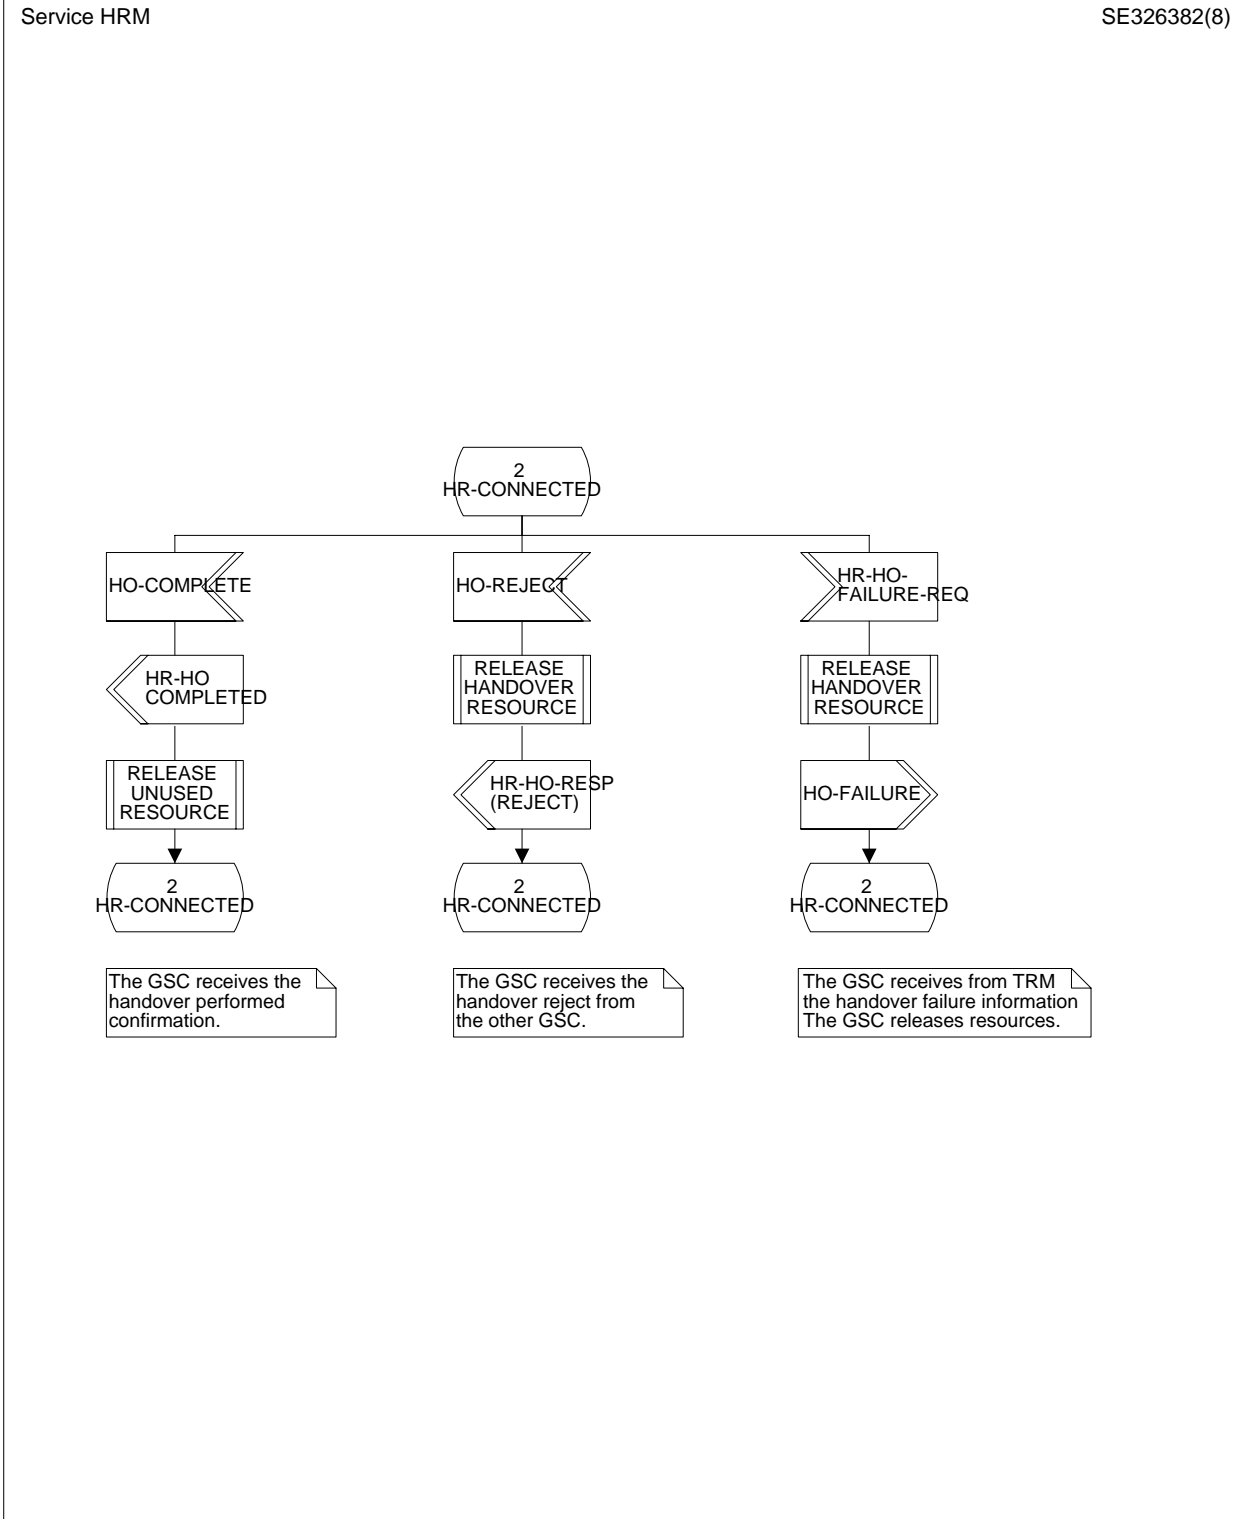 Service HRM
SE326382(8)
2
HR-CONNECTED
HO-COMPLETE
HO-REJECT
HR-HO-
FAILURE-REQ
HR-HO
COMPLETED
RELEASE
HANDOVER
RESOURCE
RELEASE
HANDOVER
RESOURCE
RELEASE
UNUSED
RESOURCE
HR-HO-RESP
(REJECT)
HO-FAILURE
2
HR-CONNECTED
2
HR-CONNECTED
2
HR-CONNECTED
The GSC receives the
handover performed
confirmation.
The GSC receives the
handover reject from
the other GSC.
The GSC receives from TRM
the handover failure information
The GSC releases resources.